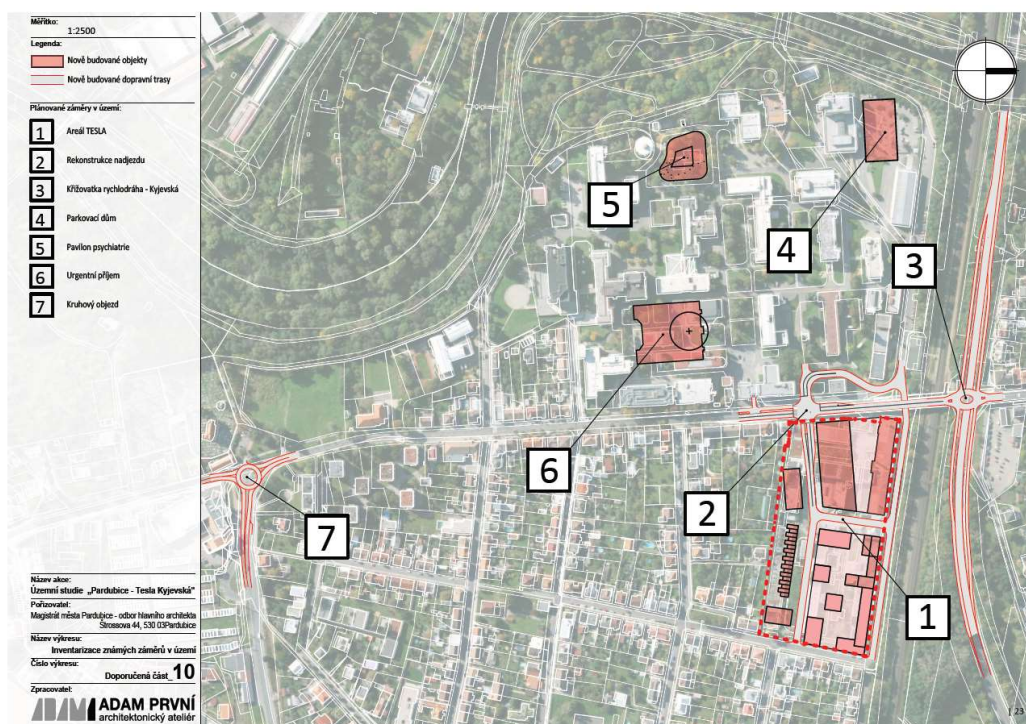 Měřítko:
1:2500
Legenda:
Nově budované objekty
Nově budované dopravní trasy
Plánované záměry v území:
1 Areál TESLA
2 Rekonstrukce nadjezdu
3 Křižovatka rychlodráha - Kyjevská
4 Parkovací dům
5 Pavilon psychiatrie
6 Urgentní příjem
7 Kruhový objezd
Název akce:
Územní studie „Pardubice - Tesla Kyjevská"
Pořizovatel:
Magistrát města Pardubice - odbor hlavního architekta
Štrossova 44, 530 03Pardubice
Název výkresu:
Inventarizace známých záměrů v území
Číslo výkresu:
Doporučená část_10
Zpracovatel:
ADAM ADAM PRVNÍ
architektonický ateliér
5
4
3
6
2
7
1
| 23